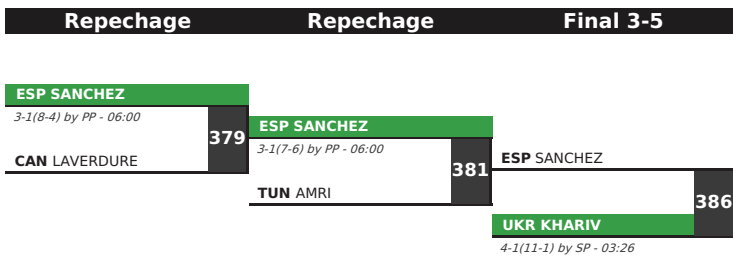 Repechage
Repechage
Final 3-5
ESP SANCHEZ
3-1(8-4) by PP - 06:00
379
CAN LAVERDURE
ESP SANCHEZ
3-1(7-6) by PP - 06:00
381
TUN AMRI
ESP SANCHEZ
386
UKR KHARIV
4-1(11-1) by SP - 03:26